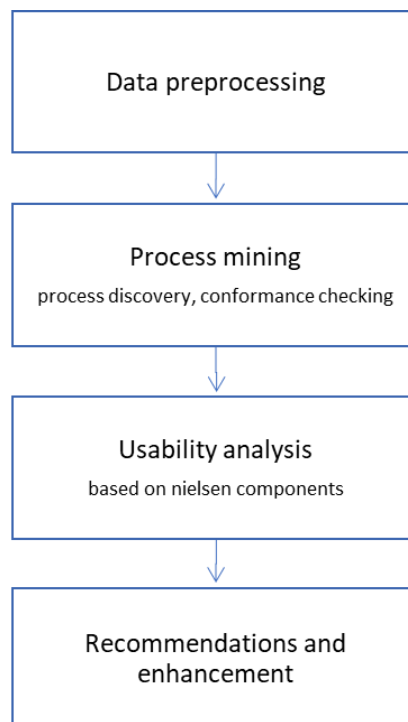 Data preprocessing
Process mining
process discovery, conformance checking
Usability analysis
based on nielsen components
Recommendations and
enhancement